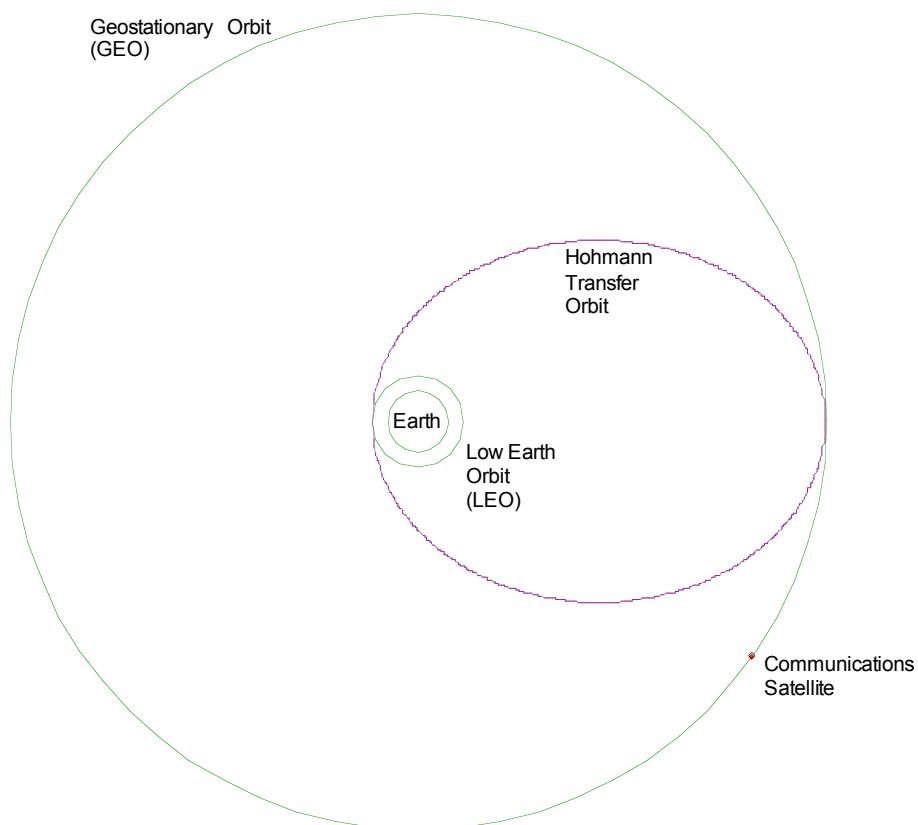 Geostationary Orbit
(GEO)
Hohmann
Transfer
Orbit
Earth
Low Earth
Orbit
(LEO)
Communications
Satellite